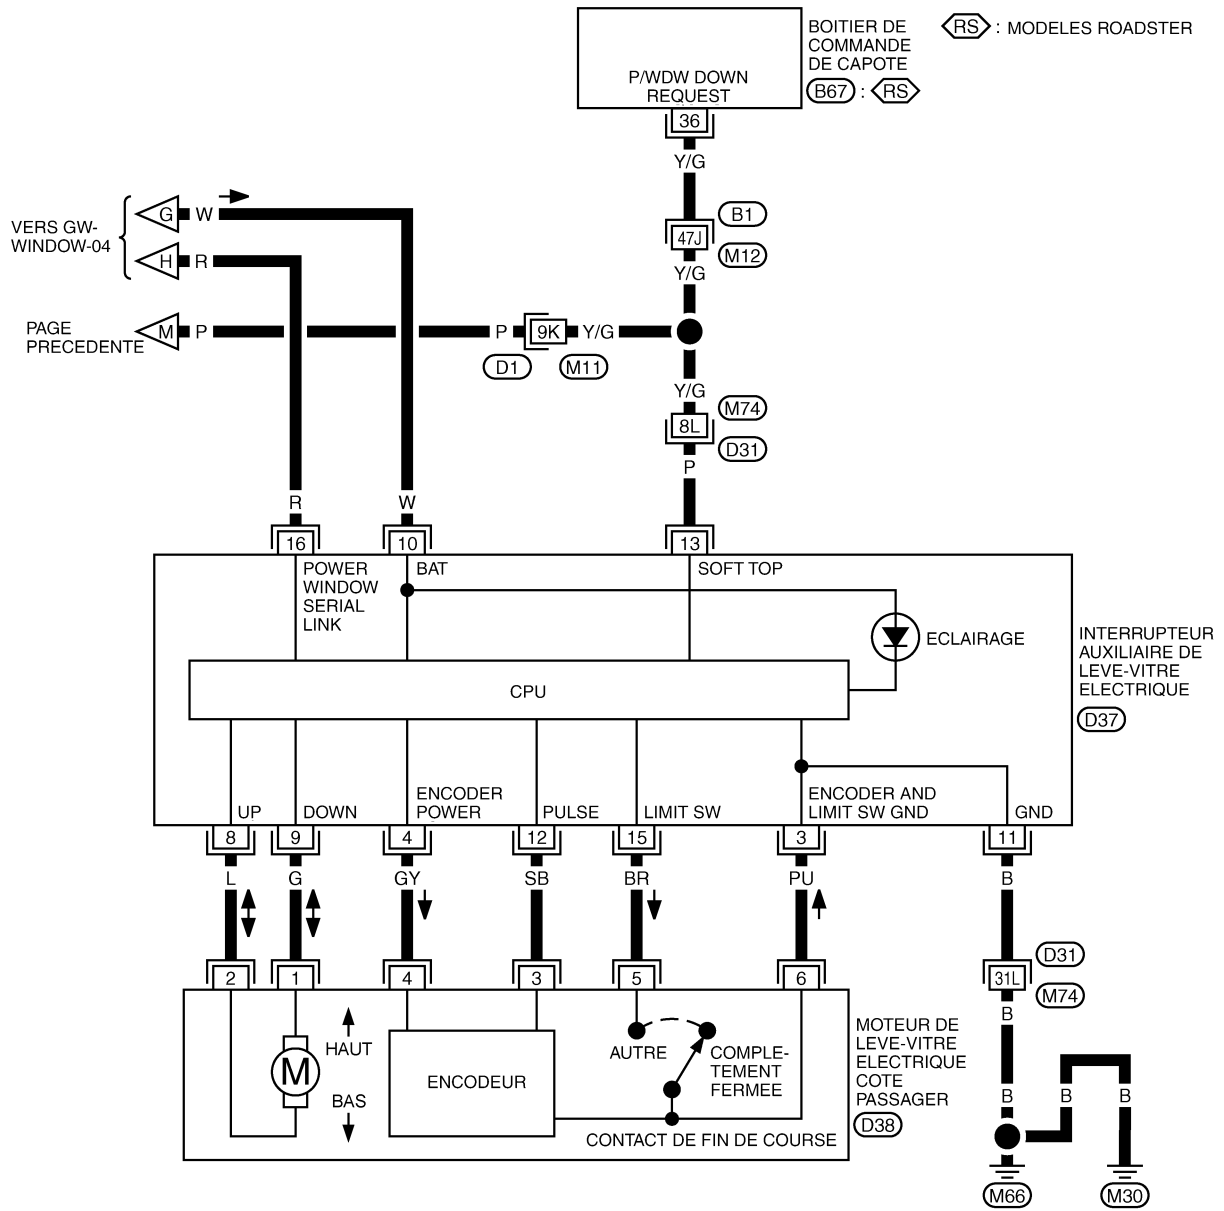 BOITIER DE
COMMANDE
DE CAPOTE
B67 : RS
RS : MODELES ROADSTER
P/WDW DOWN
REQUEST
36
Y/G
B1
47J
M12
Y/G
VERS GW-
WINDOW-04
G W
H R
PAGE
PRECEDENTE
M P
P 9K Y/G
D1 M11
Y/G
M74
8L
D31
P
R W
16 10 13
POWER
WINDOW
SERIAL
LINK
BAT
SOFT TOP
ECLAIRAGE
INTERRUPTEUR
AUXILIAIRE DE
LEVE-VITRE
ELECTRIQUE
D37
CPU
UP
DOWN
ENCODER
POWER
PULSE
LIMIT SW
ENCODER AND
LIMIT SW GND
GND
8 9 4 12 15 3 11
L G GY SB BR PU B
D31
2 1 4 3 5 6 31L
M74
B
M
HAUT
BAS
ENCODEUR
AUTRE
COMPLE-
TEMENT
FERMEE
CONTACT DE FIN DE COURSE
MOTEUR DE
LEVE-VITRE
ELECTRIQUE
COTE
PASSAGER
D38
B B B
M66 M30